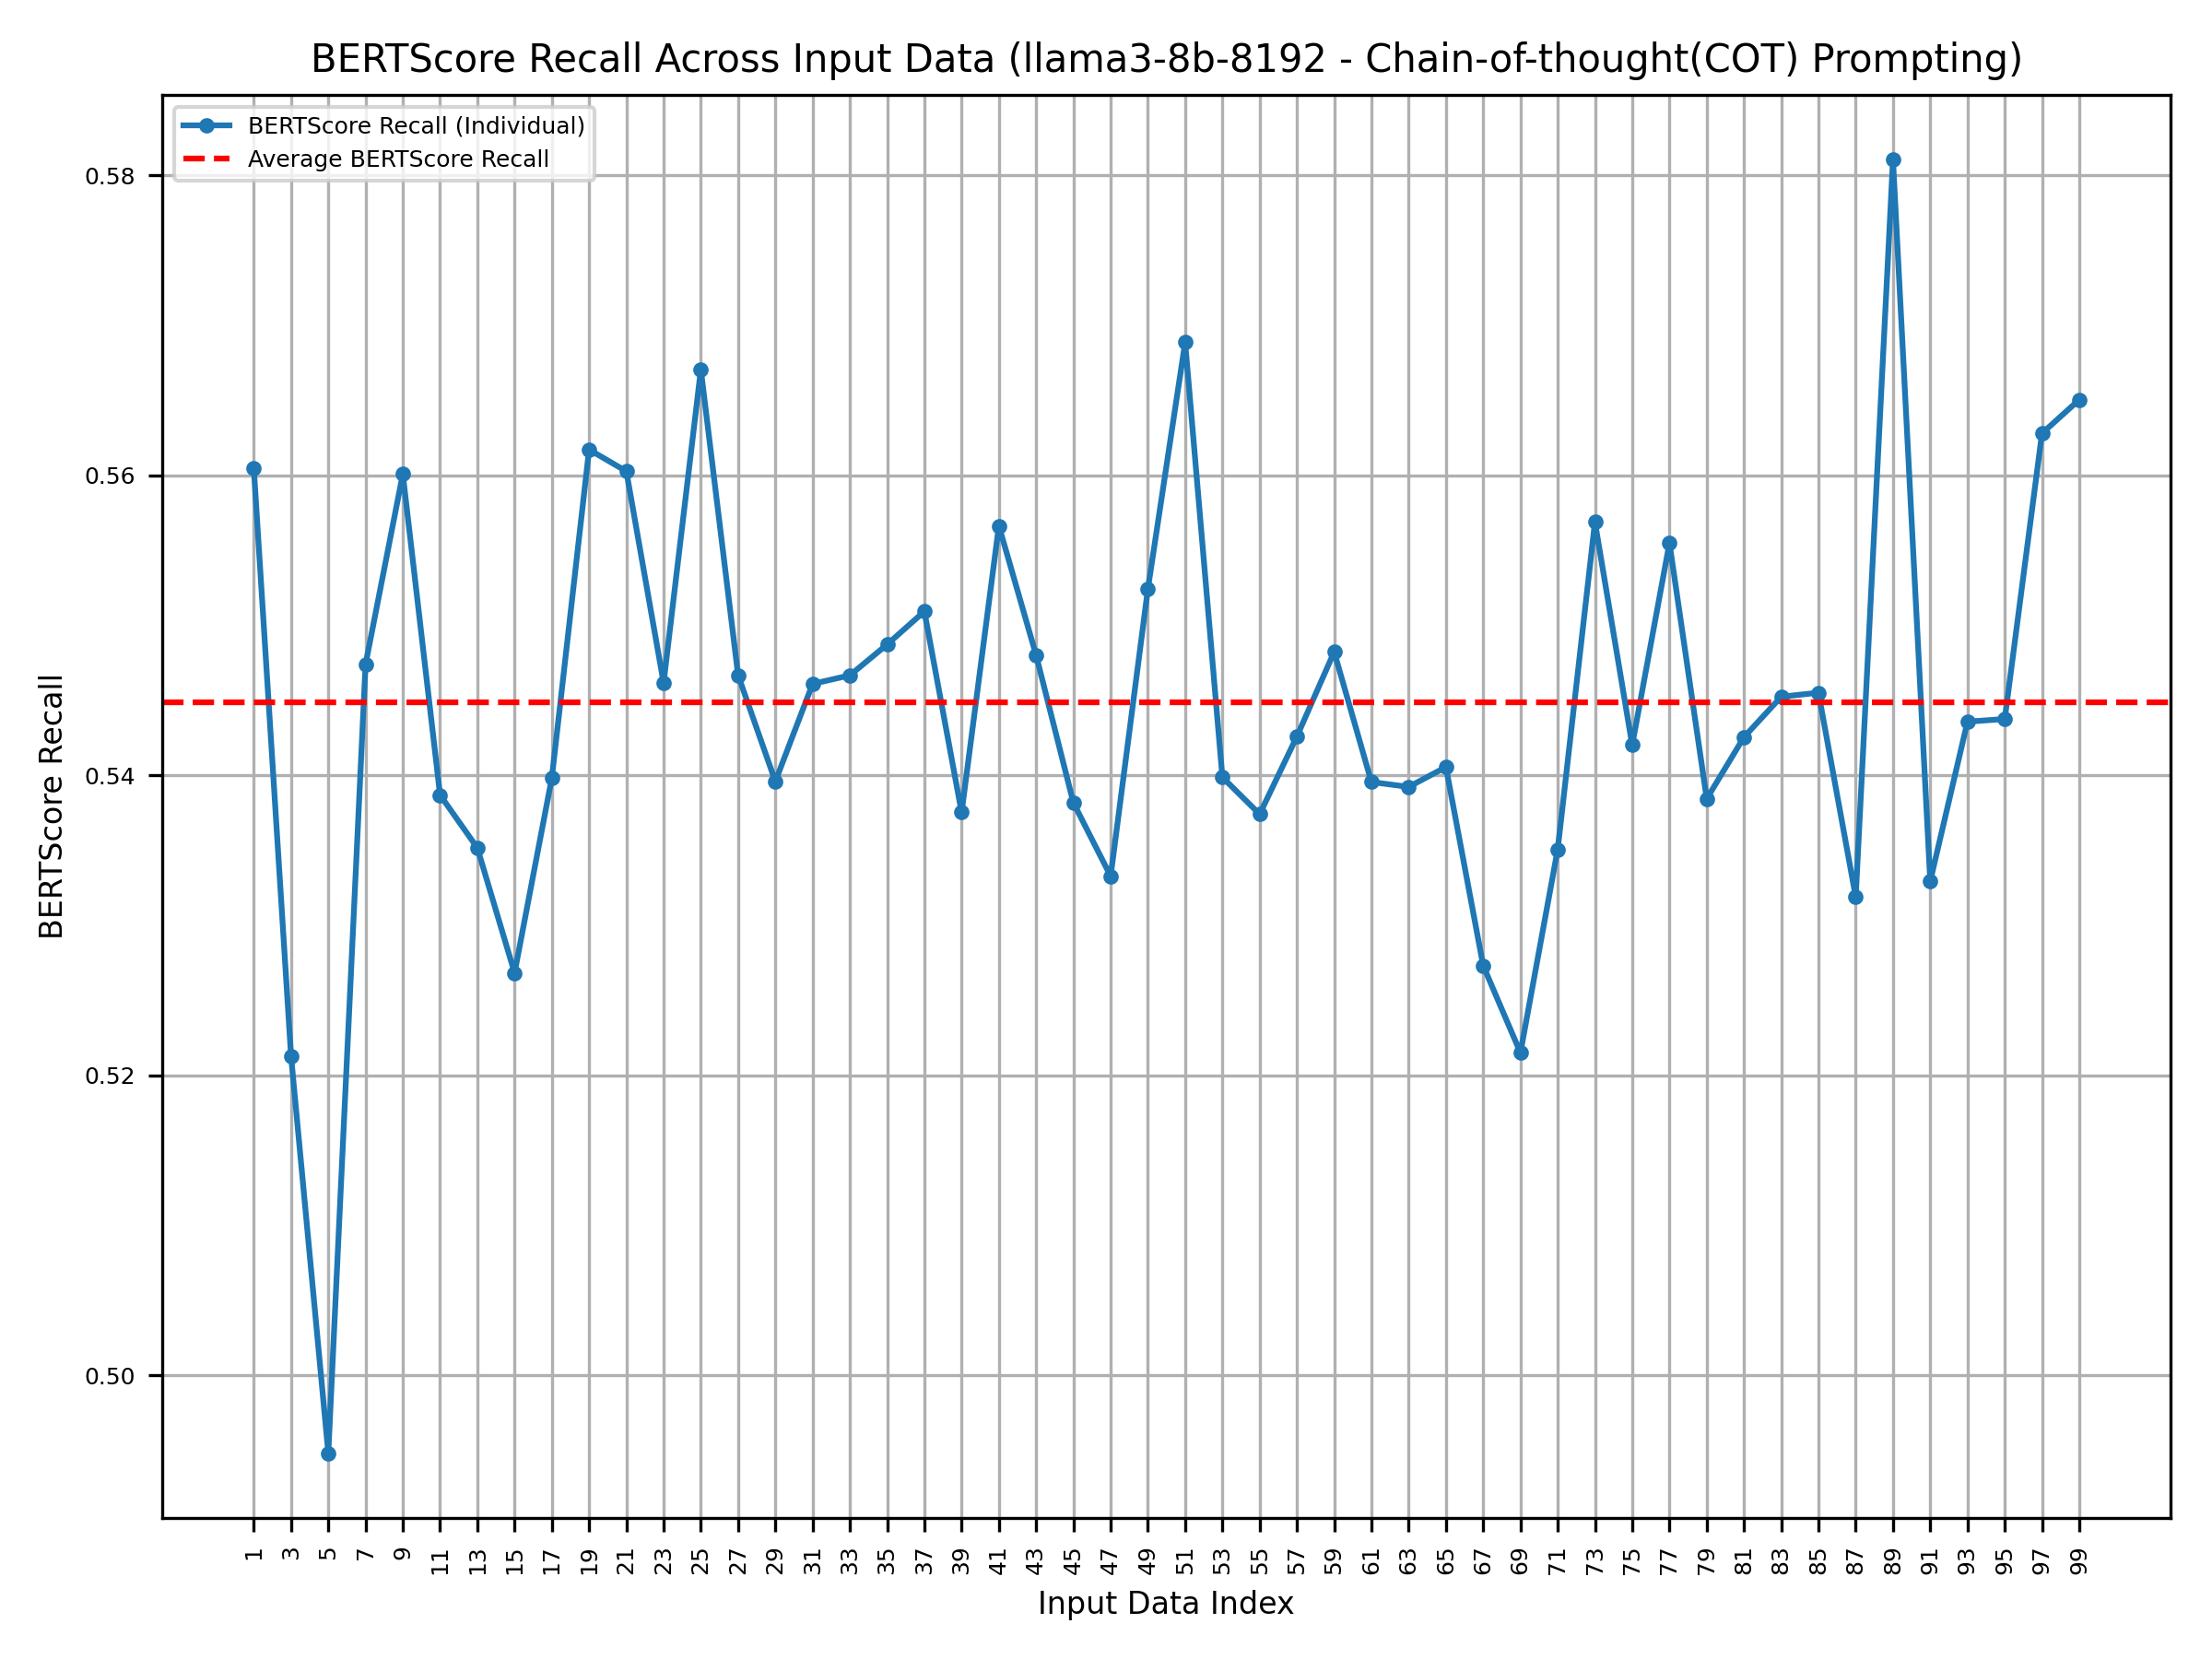 BERTScore Recall Across Input Data (llama3-8b-8192 - Chain-of-thought(COT) Prompting)
BERTScore Recall (Individual)
Average BERTScore Recall
0.58
0.56
0.54
0.52
0.50
BERTScore Recall
1 3 5 7 9 11 13 15 17 19 21 23 25 27 29 31 33 35 37 39 41 43 45 47 49 51 53 55 57 59 61 63 65 67 69 71 73 75 77 79 81 83 85 87 89 91 93 95 97 99
Input Data Index